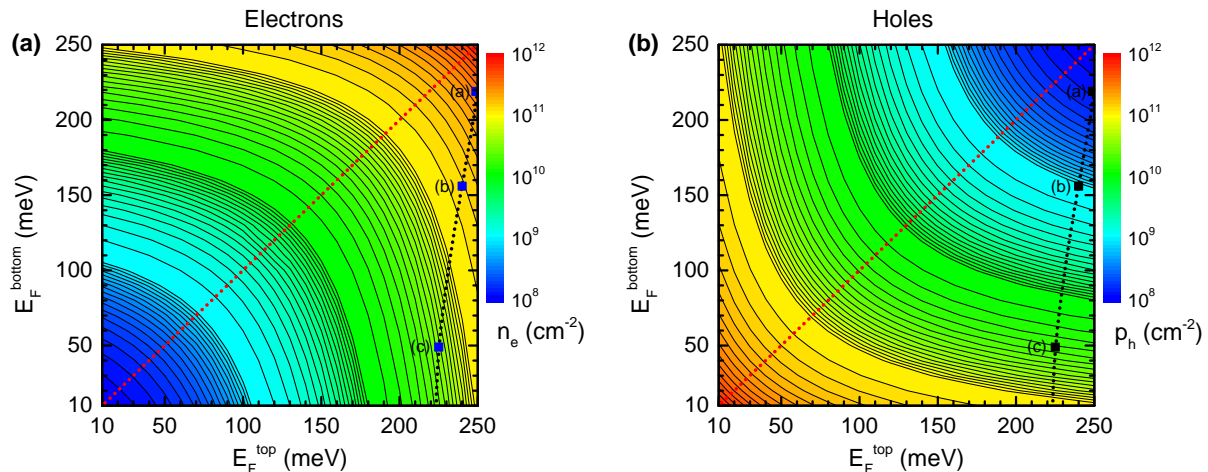 Electrons
(a)
250
200
150
100
50
10
10 50 100 150 200 250
E_F^bottom (meV)
E_F^top (meV)
(a)
(b)
(c)
10^12
10^11
10^10
10^9
10^8
n_e (cm^-2)
Holes
(b)
250
200
150
100
50
10
10 50 100 150 200 250
E_F^bottom (meV)
E_F^top (meV)
(a)
(b)
(c)
10^12
10^11
10^10
10^9
10^8
p_h (cm^-2)